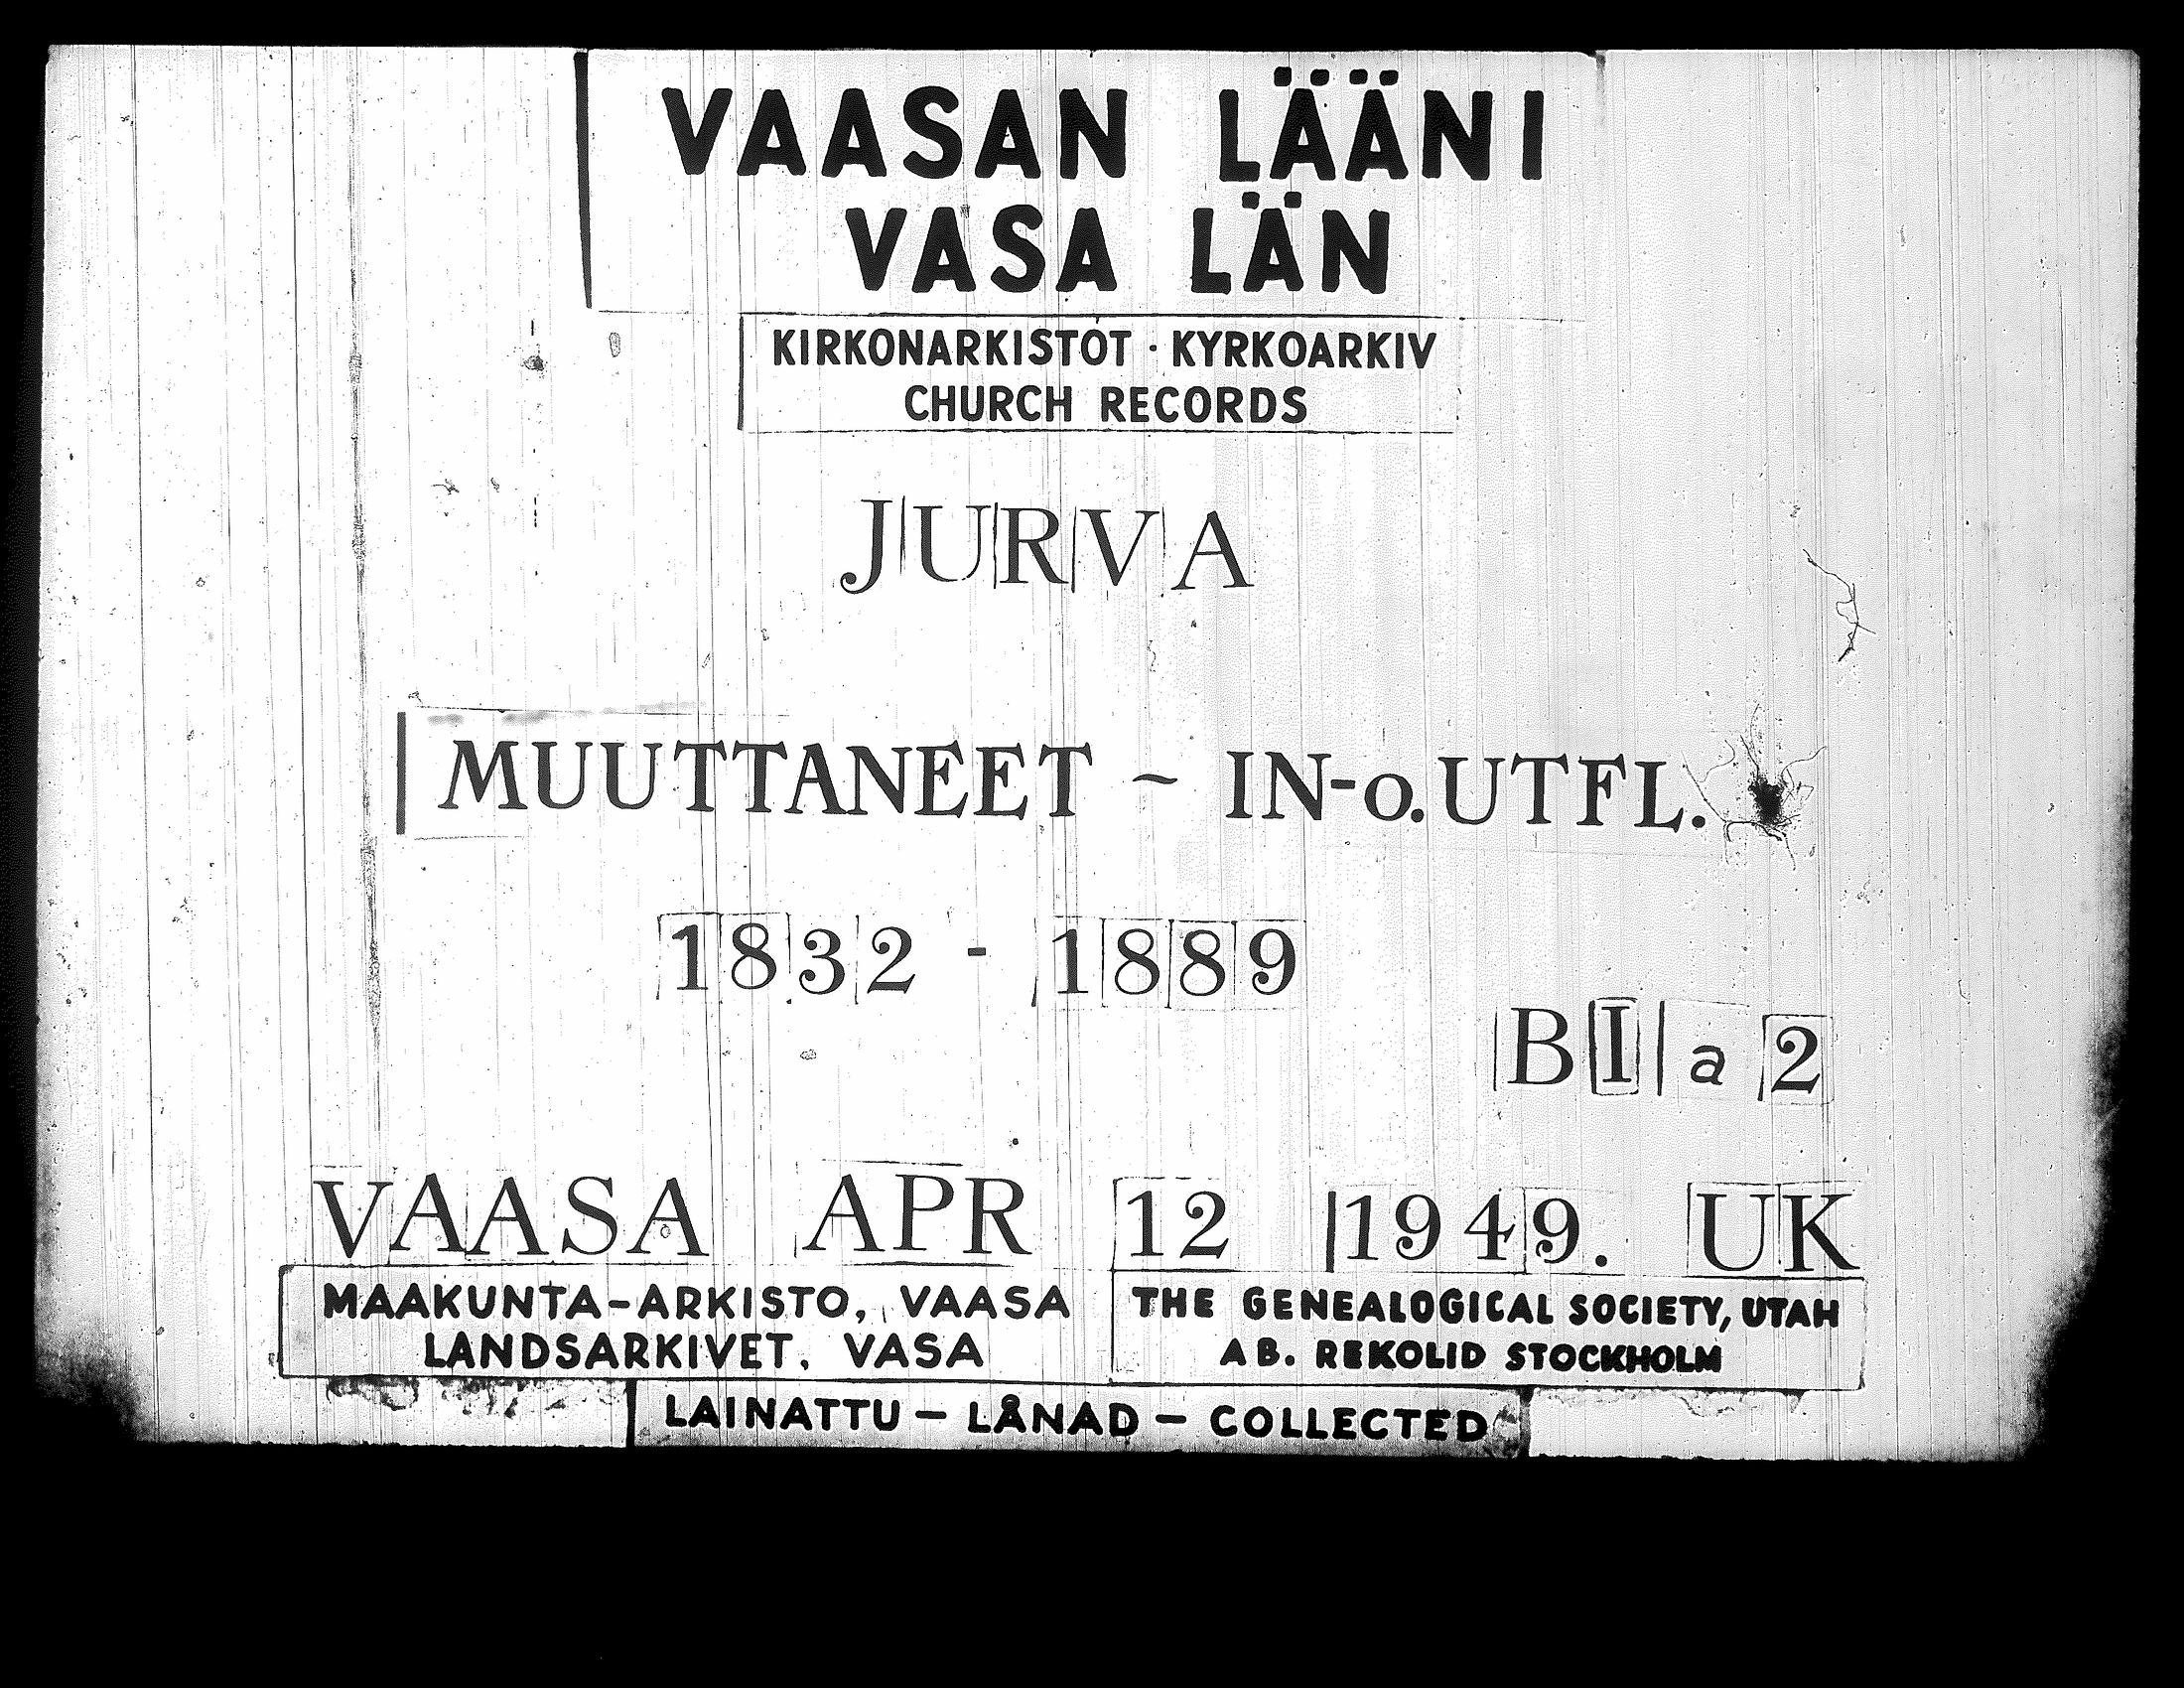 VAASAN LÄÄNI
VASA LÄN
KIRKONARKISTOT · KYRKOARKIV
CHURCH RECORDS
JURVA
MUUTTANEET ~ IN-o.UTFL.
1832 - 1889
BI a 2
VAASA APR 12 1949. UK
MAAKUNTA-ARKISTO, VAASA
LANDSARKIVET, VASA
THE GENEALOGICAL SOCIETY, UTAH
AB. REKOLID STOCKHOLM
LAINATTU — LÅNAD — COLLECTED